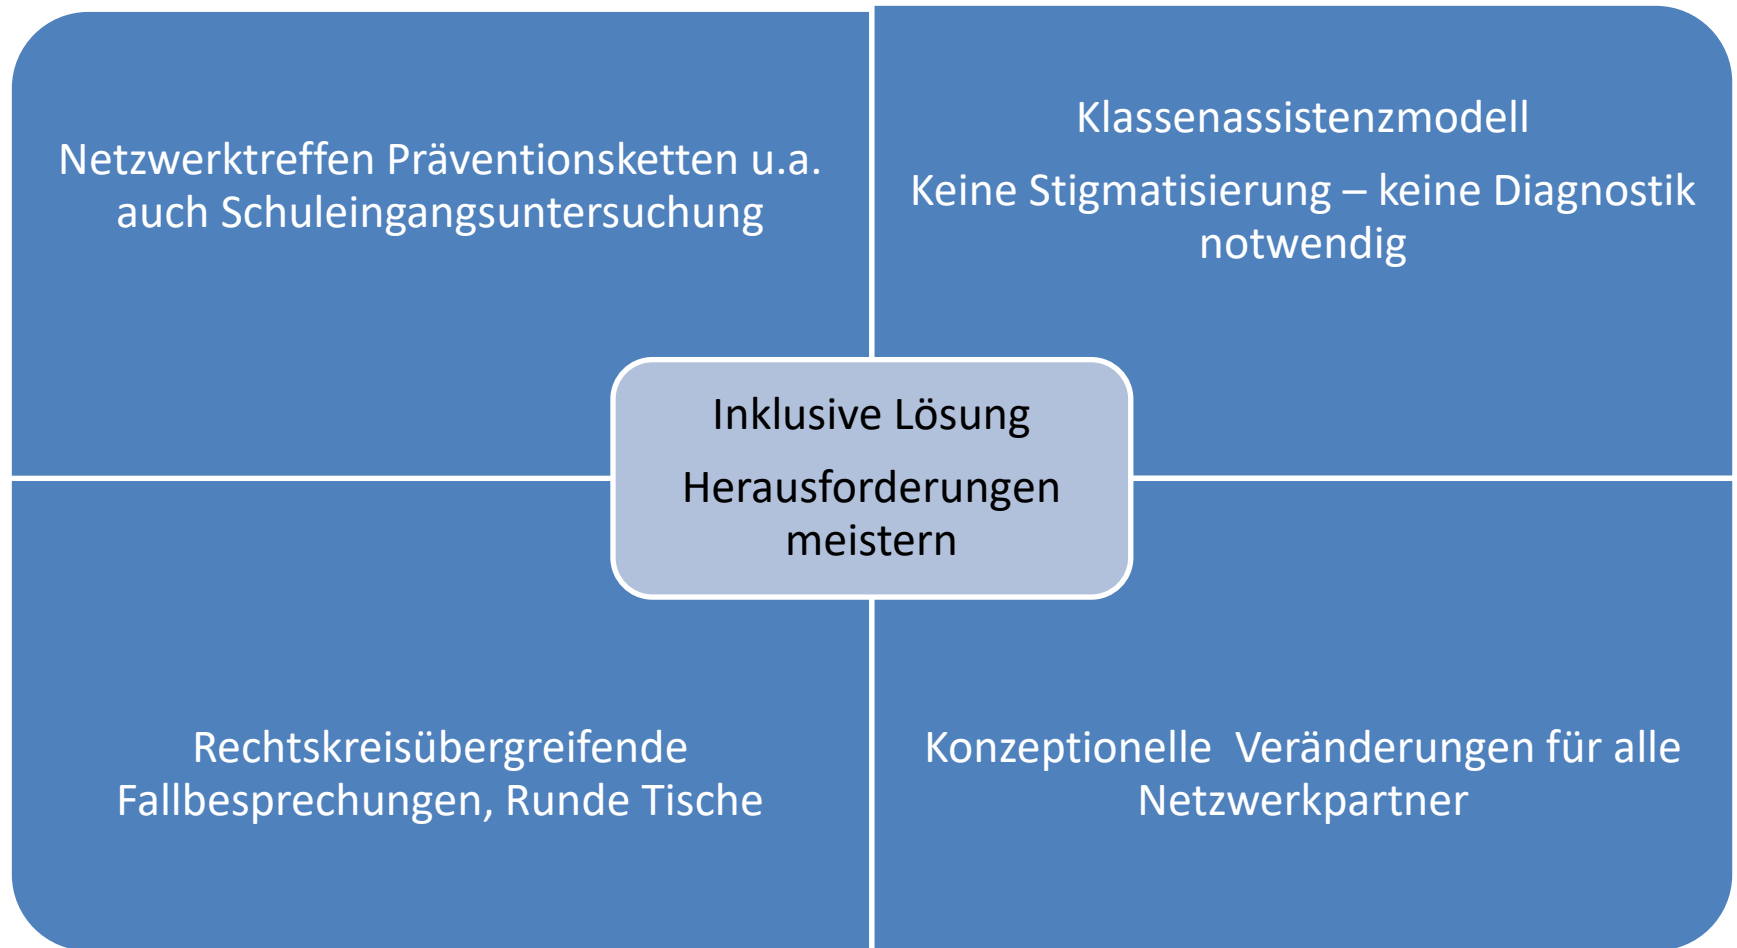 Netzwerktreffen Präventionsketten u.a.
auch Schuleingangsuntersuchung
Klassenassistenzmodell
Keine Stigmatisierung – keine Diagnostik
notwendig
Inklusive Lösung
Herausforderungen
meistern
Rechtskreisübergreifende
Fallbesprechungen, Runde Tische
Konzeptionelle  Veränderungen für alle
Netzwerkpartner